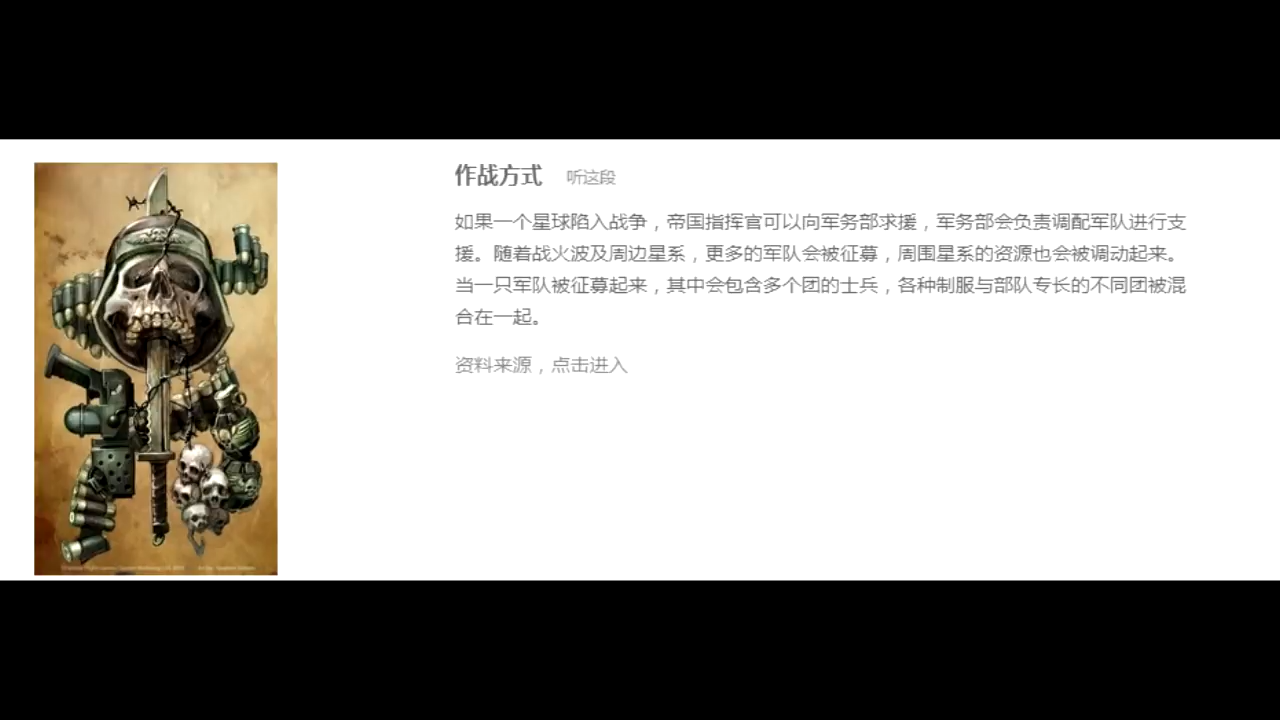 作战方式 听这段
如果一个星球陷入战争，帝国指挥官可以向军务部求援，军务部会负责调配军队进行支
援。随着战火波及周边星系，更多的军队会被征募，周围星系的资源也会被调动起来。
当一只军队被征募起来，其中会包含多个团的士兵，各种制服与部队专长的不同团被混
合在一起。
资料来源，点击进入